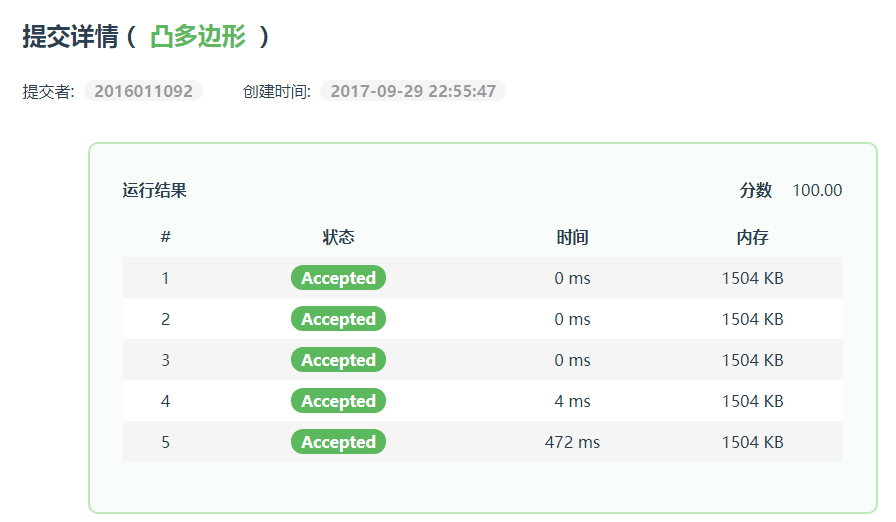 提交详情 ( 凸多边形 )
提交者: 2016011092 创建时间: 2017-09-29 22:55:47
运行结果 分数 100.00
# 状态 时间 内存
1 Accepted 0 ms 1504 KB
2 Accepted 0 ms 1504 KB
3 Accepted 0 ms 1504 KB
4 Accepted 4 ms 1504 KB
5 Accepted 472 ms 1504 KB